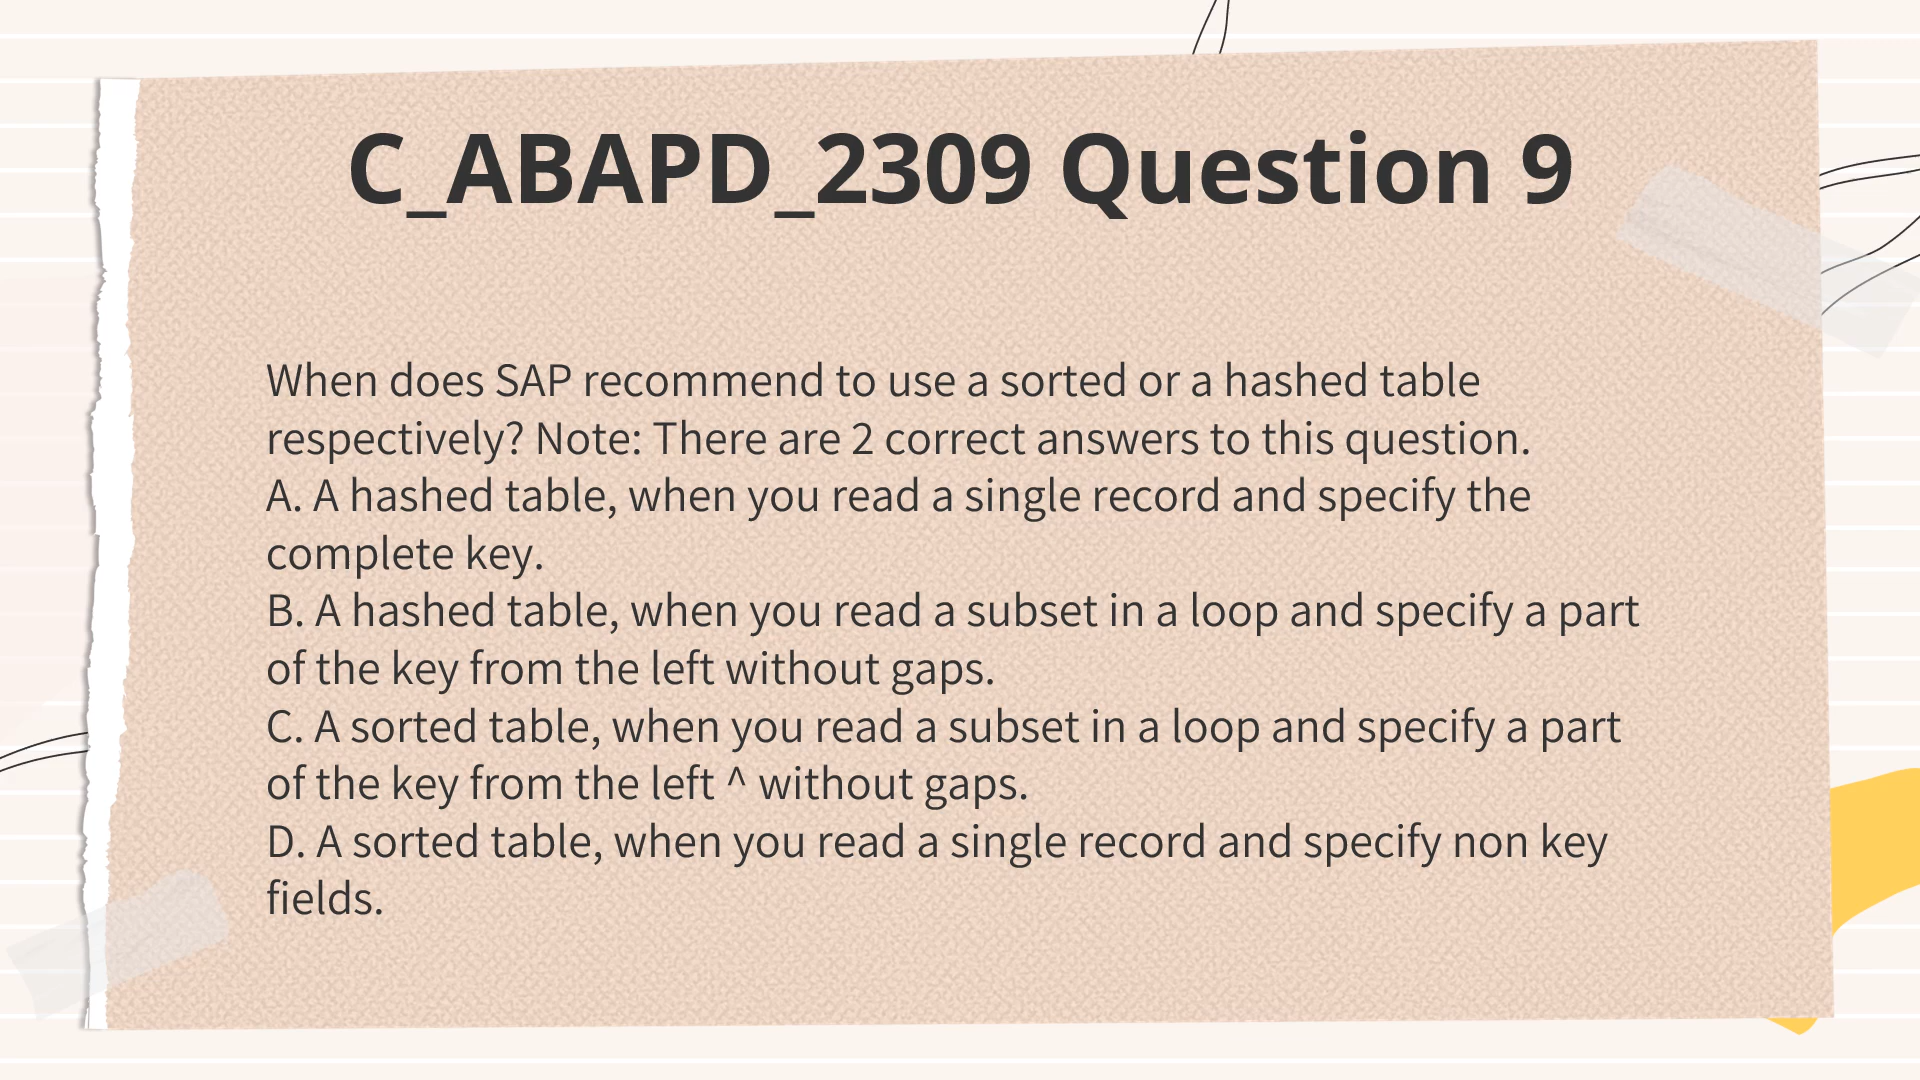 C_ABAPD_2309 Question 9
When does SAP recommend to use a sorted or a hashed table
respectively? Note: There are 2 correct answers to this question.
A. A hashed table, when you read a single record and specify the
complete key.
B. A hashed table, when you read a subset in a loop and specify a part
of the key from the left without gaps.
C. A sorted table, when you read a subset in a loop and specify a part
of the key from the left ^ without gaps.
D. A sorted table, when you read a single record and specify non key
fields.